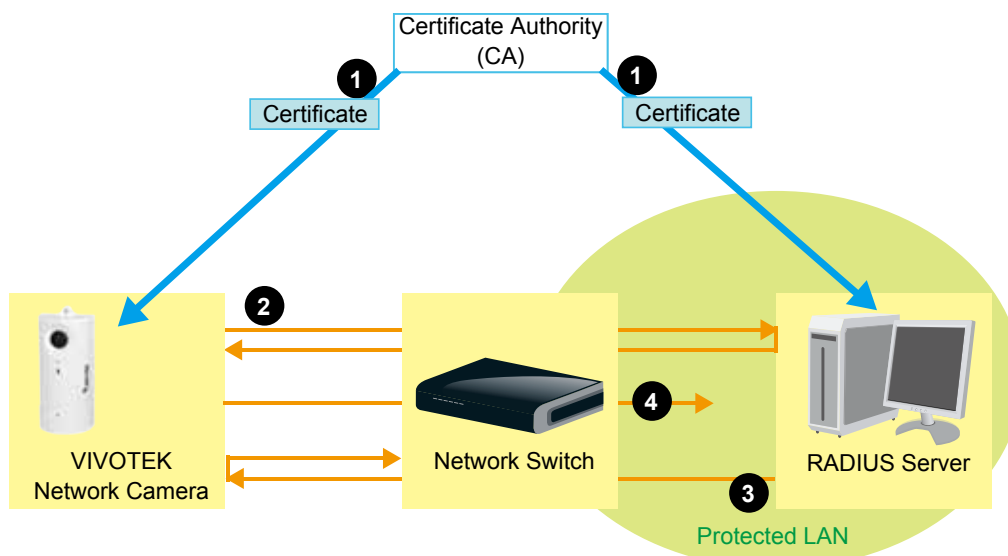 Certificate Authority
(CA)
1
1
Certificate
Certificate
2
4
VIVOTEK
Network Camera
Network Switch
RADIUS Server
3
Protected LAN